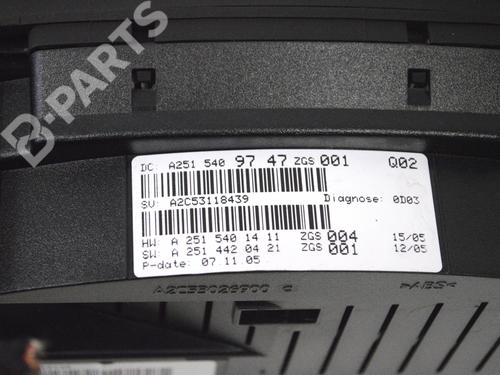 B-PARTS
DC: A251 540 97 47 ZGS 001 Q02
SV: A2C53118439 Diagnose: 0D03
HW: A 251 540 14 11 ZGS 004 15/05
SW: A 251 442 04 21 ZGS 001 12/05
P-date: 07.11.05
>ABS<